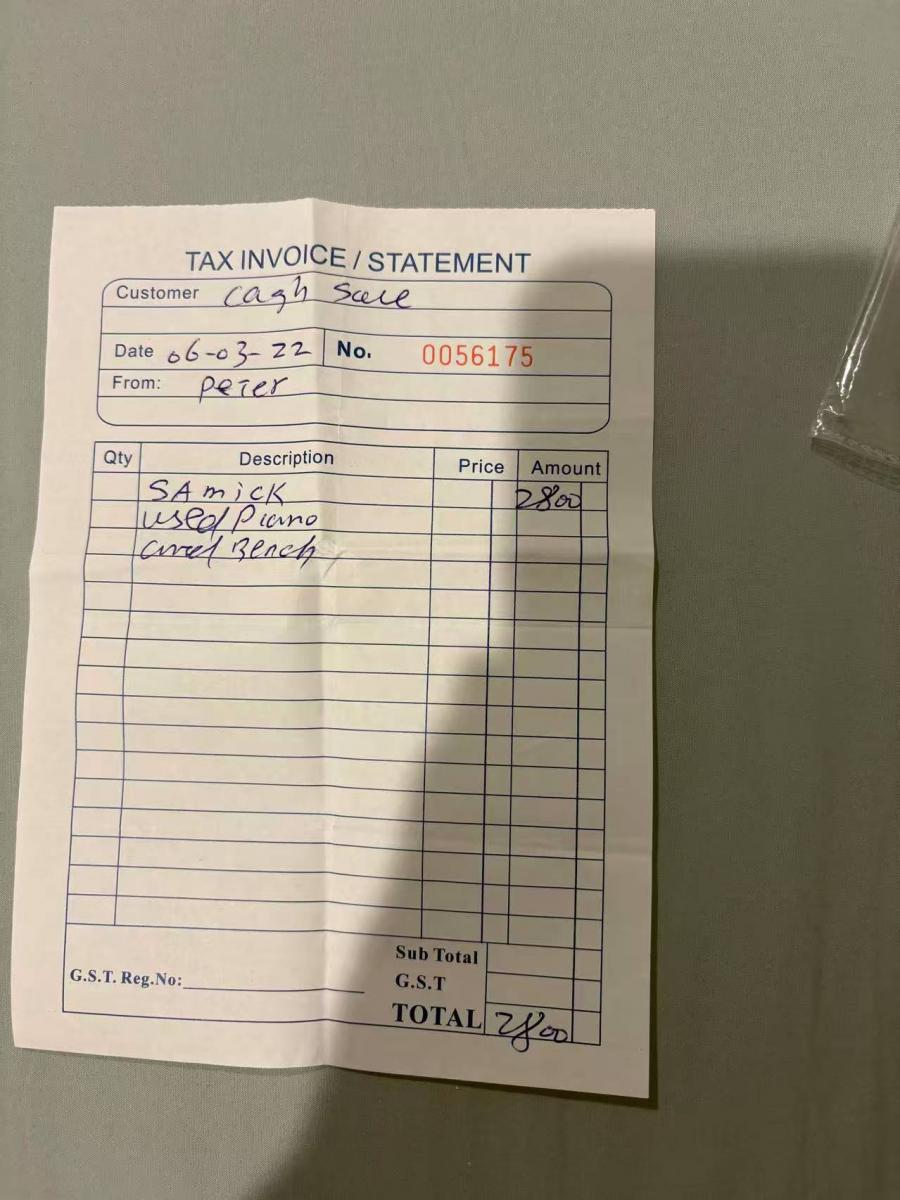 TAX INVOICE / STATEMENT
Customer cash sale
Date 06-03-22 No. 0056175
From: Peter
Qty Description Price Amount
SAmicK 2800
used Piano
and Bench
Sub Total
G.S.T. Reg.No: G.S.T
TOTAL 2800